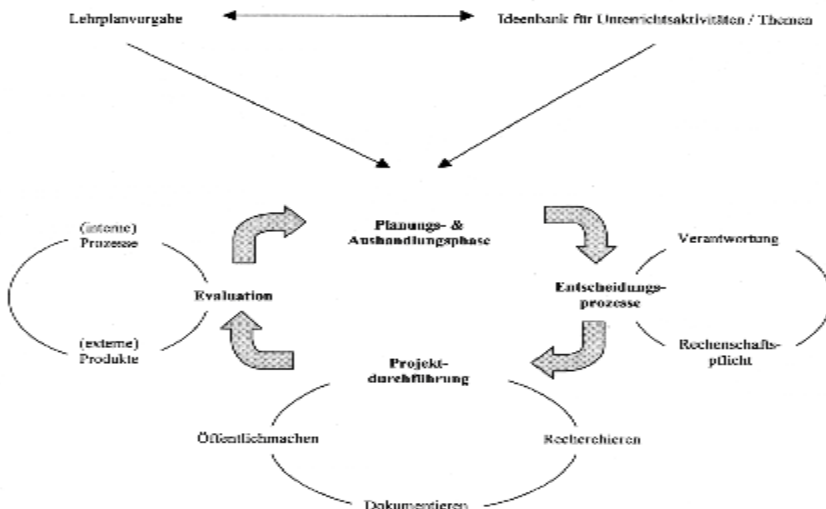 Lehrplanvorgabe
Ideenbank für Unterrichtsaktivitäten / Themen
Planungs- &
Aushandlungsphase
(interne)
Prozesse
Verantwortung
Evaluation
Entscheidungs-
prozesse
(externe)
Produkte
Rechenschafts-
pflicht
Projekt-
durchführung
Öffentlichmachen
Recherchieren
Dokumentieren